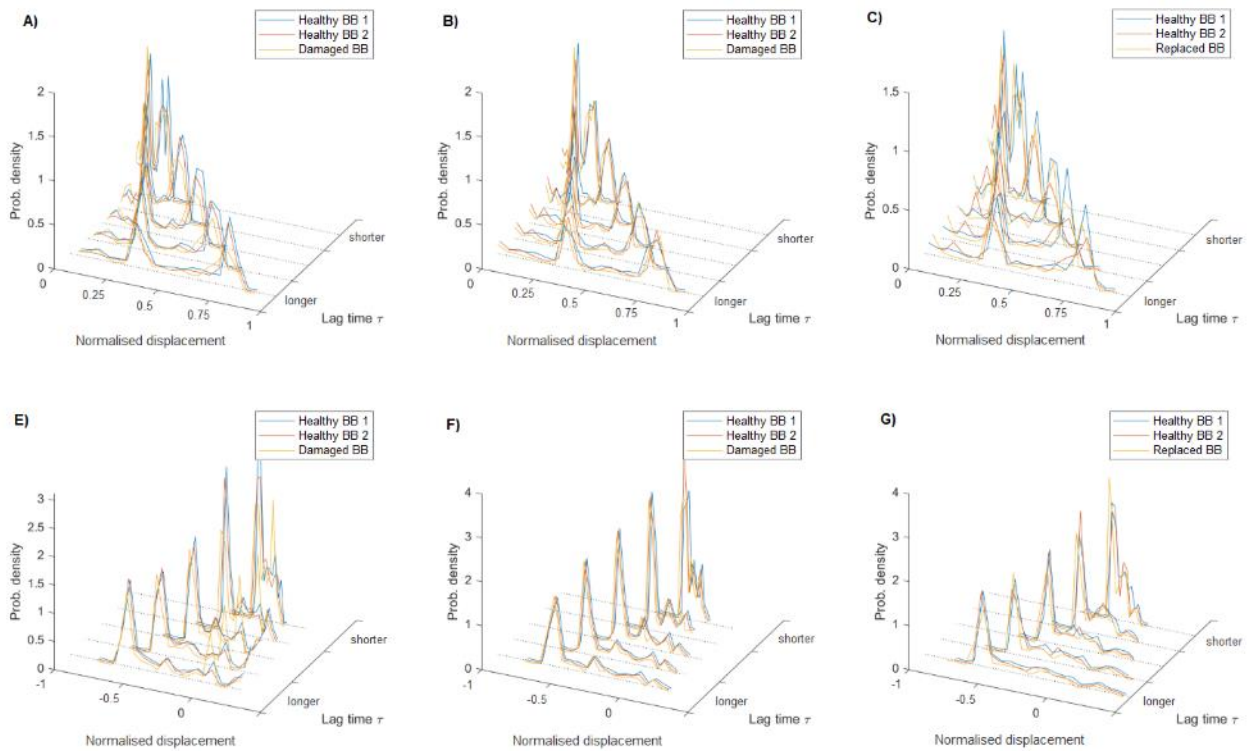 A)
Healthy BB 1
Healthy BB 2
Damaged BB
2
1.5
1
0.5
0
Prob. density
0
0.25
0.5
0.75
1
longer
shorter
Lag time τ
Normalised displacement
B)
Healthy BB 1
Healthy BB 2
Damaged BB
2
1.5
1
0.5
0
Prob. density
0
0.25
0.5
0.75
1
longer
shorter
Lag time τ
Normalised displacement
C)
Healthy BB 1
Healthy BB 2
Replaced BB
1.5
1
0.5
0
Prob. density
0
0.25
0.5
0.75
1
longer
shorter
Lag time τ
Normalised displacement
E)
Healthy BB 1
Healthy BB 2
Damaged BB
3
2.5
2
1.5
1
0.5
0
Prob. density
-1
-0.5
0
longer
shorter
Lag time τ
Normalised displacement
F)
Healthy BB 1
Healthy BB 2
Damaged BB
4
3
2
1
0
Prob. density
-1
-0.5
0
longer
shorter
Lag time τ
Normalised displacement
G)
Healthy BB 1
Healthy BB 2
Replaced BB
4
3
2
1
0
Prob. density
-1
-0.5
0
longer
shorter
Lag time τ
Normalised displacement